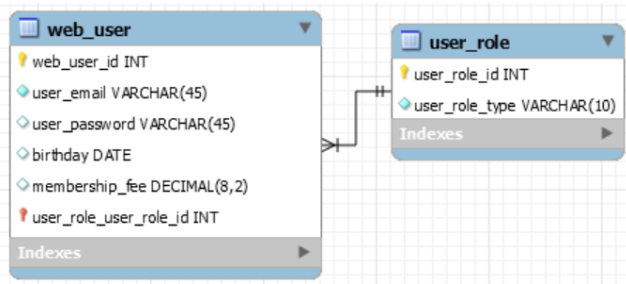 web_user
web_user_id INT
user_email VARCHAR(45)
user_password VARCHAR(45)
birthday DATE
membership_fee DECIMAL(8,2)
user_role_user_role_id INT
Indexes
user_role
user_role_id INT
user_role_type VARCHAR(10)
Indexes